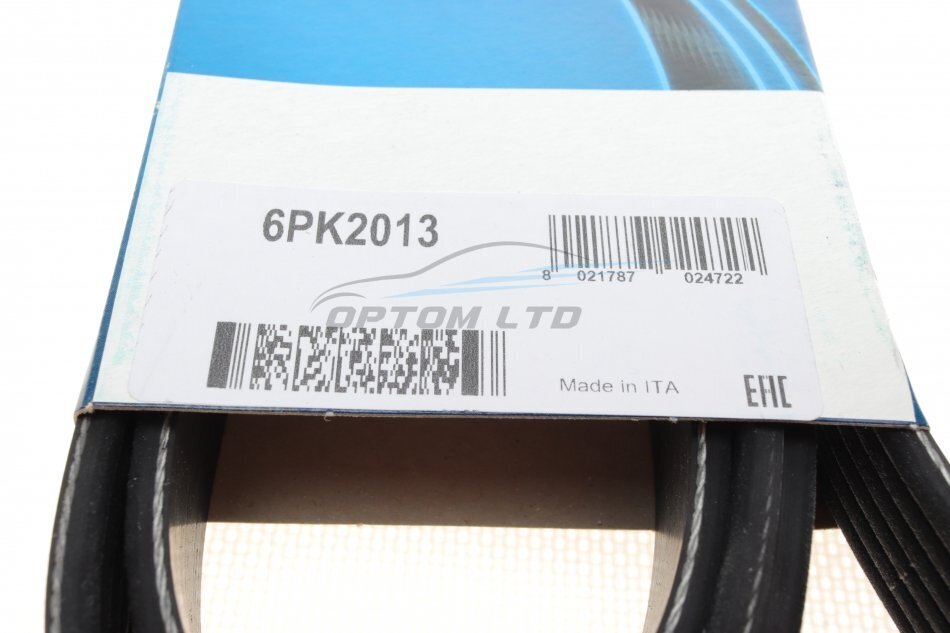 6PK2013
8 021787 024722
OPTOM LTD
Made in ITA
EAC